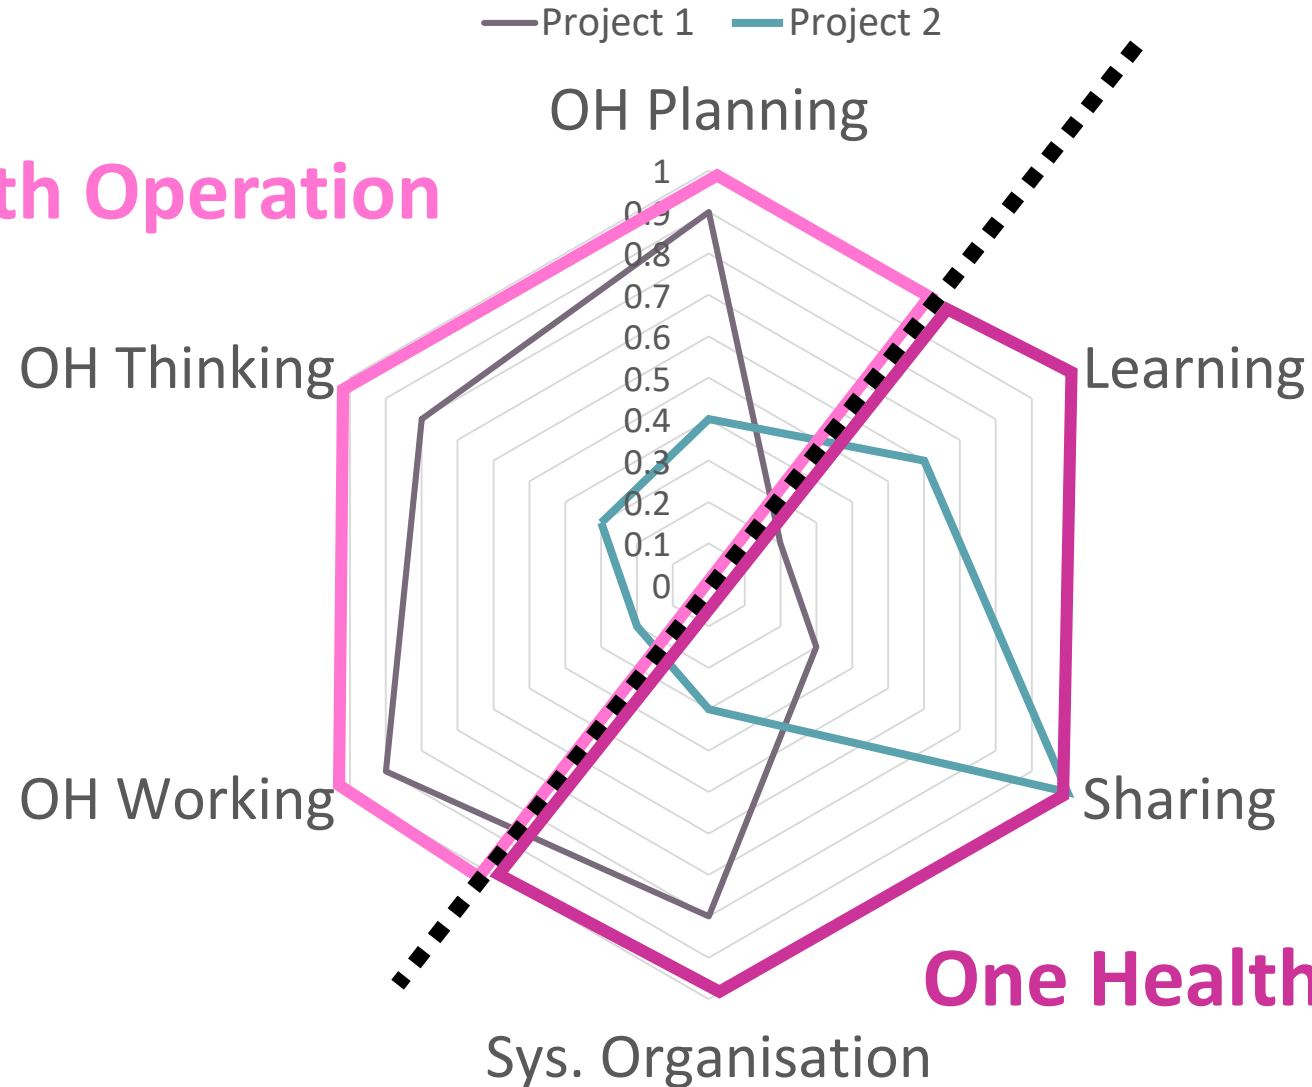 Project 1 Project 2
OH Planning
th Operation
1
0.9
0.8
0.7
0.6
0.5
0.4
0.3
0.2
0.1
0
OH Thinking
Learning
OH Working
Sharing
One Health
Sys. Organisation